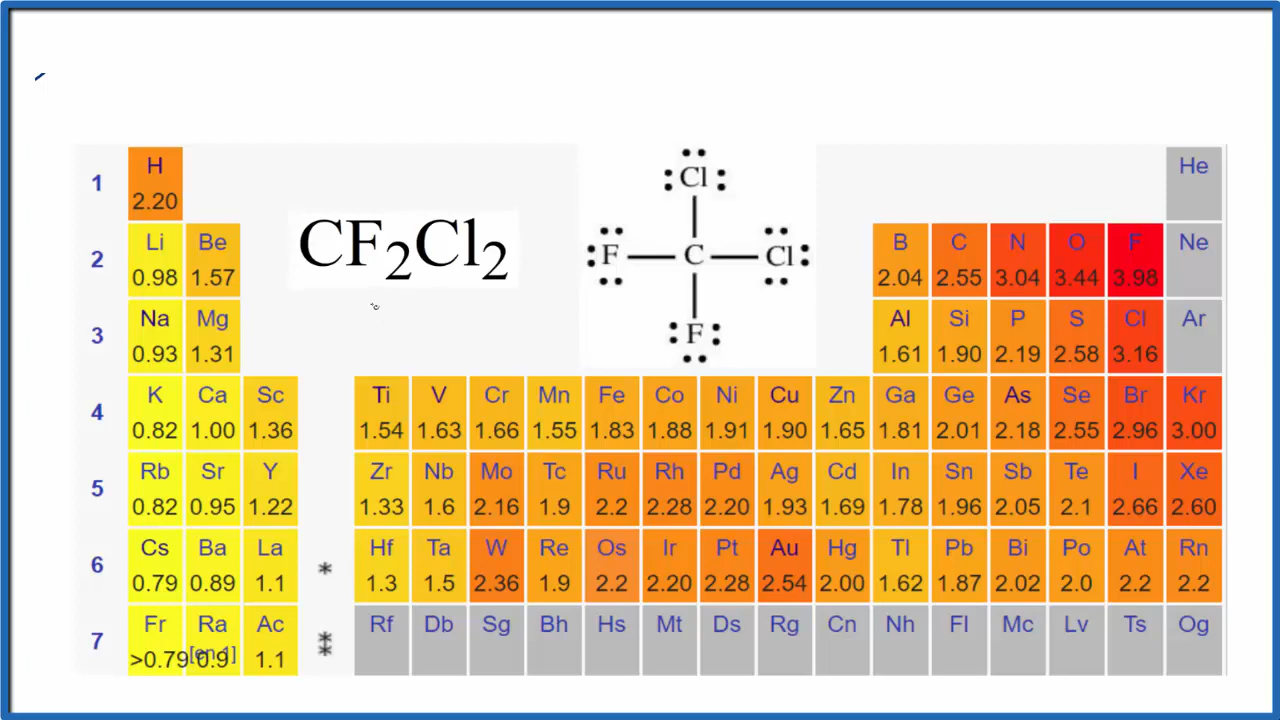 1 H He
2.20
CF2Cl2
:Cl:
:F — C — Cl:
:F:
2 Li Be B C N O F Ne
0.98 1.57 2.04 2.55 3.04 3.44 3.98
3 Na Mg Al Si P S Cl Ar
0.93 1.31 1.61 1.90 2.19 2.58 3.16
4 K Ca Sc Ti V Cr Mn Fe Co Ni Cu Zn Ga Ge As Se Br Kr
0.82 1.00 1.36 1.54 1.63 1.66 1.55 1.83 1.88 1.91 1.90 1.65 1.81 2.01 2.18 2.55 2.96 3.00
5 Rb Sr Y Zr Nb Mo Tc Ru Rh Pd Ag Cd In Sn Sb Te I Xe
0.82 0.95 1.22 1.33 1.6 2.16 1.9 2.2 2.28 2.20 1.93 1.69 1.78 1.96 2.05 2.1 2.66 2.60
6 Cs Ba La * Hf Ta W Re Os Ir Pt Au Hg Tl Pb Bi Po At Rn
0.79 0.89 1.1 1.3 1.5 2.36 1.9 2.2 2.20 2.28 2.54 2.00 1.62 1.87 2.02 2.0 2.2 2.2
7 Fr Ra Ac ** Rf Db Sg Bh Hs Mt Ds Rg Cn Nh Fl Mc Lv Ts Og
>0.79 0.9 [en 1] 1.1